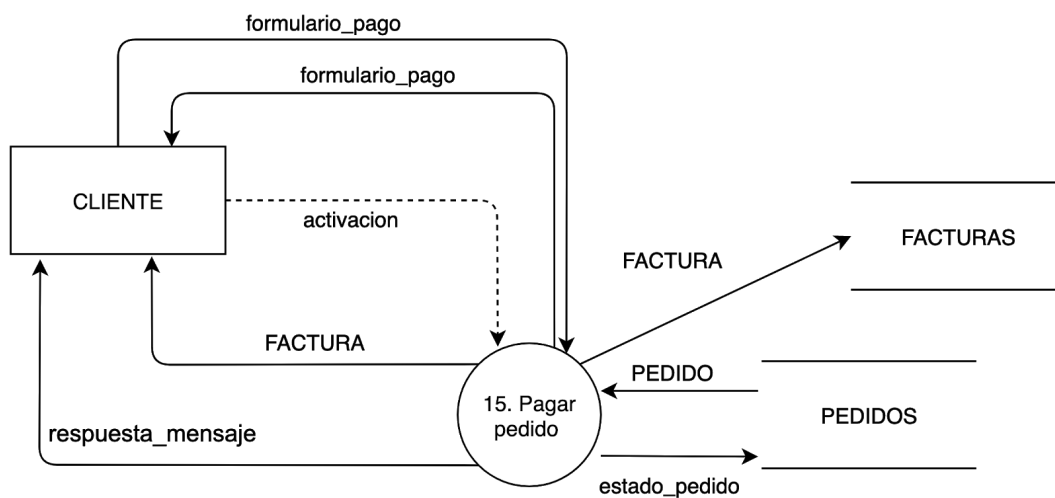 formulario_pago
formulario_pago
CLIENTE
activacion
FACTURAS
FACTURA
FACTURA
PEDIDO
15. Pagar
pedido
PEDIDOS
respuesta_mensaje
estado_pedido